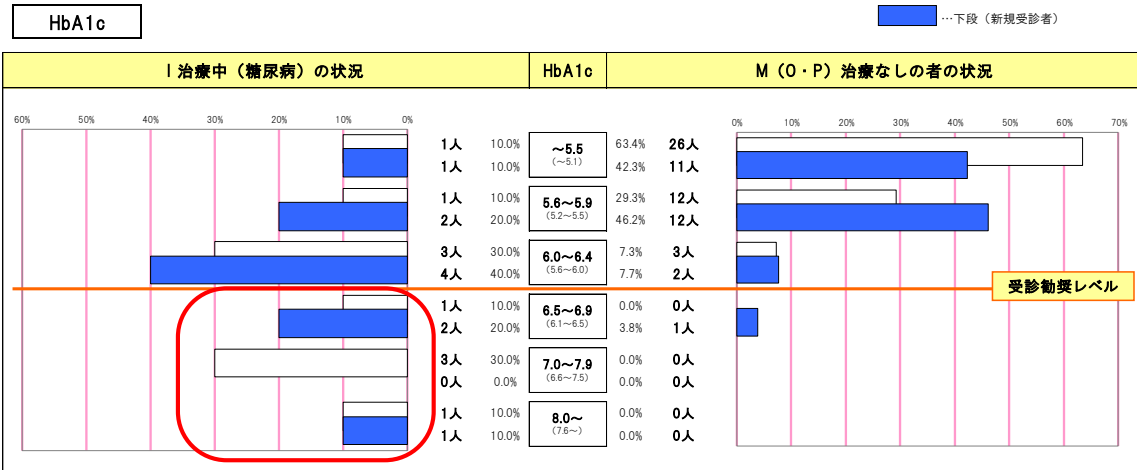 HbA1c
…下段（新規受診者）
I 治療中（糖尿病）の状況 HbA1c M（O・P）治療なしの者の状況
60% 50% 40% 30% 20% 10% 0% 0% 10% 20% 30% 40% 50% 60% 70%
1人 10.0% ～5.5 63.4% 26人
1人 10.0% （～5.1） 42.3% 11人
1人 10.0% 5.6～5.9 29.3% 12人
2人 20.0% （5.2～5.5） 46.2% 12人
3人 30.0% 6.0～6.4 7.3% 3人
4人 40.0% （5.6～6.0） 7.7% 2人
受診勧奨レベル
1人 10.0% 6.5～6.9 0.0% 0人
2人 20.0% （6.1～6.5） 3.8% 1人
3人 30.0% 7.0～7.9 0.0% 0人
0人 0.0% （6.6～7.5） 0.0% 0人
1人 10.0% 8.0～ 0.0% 0人
1人 10.0% （7.6～） 0.0% 0人